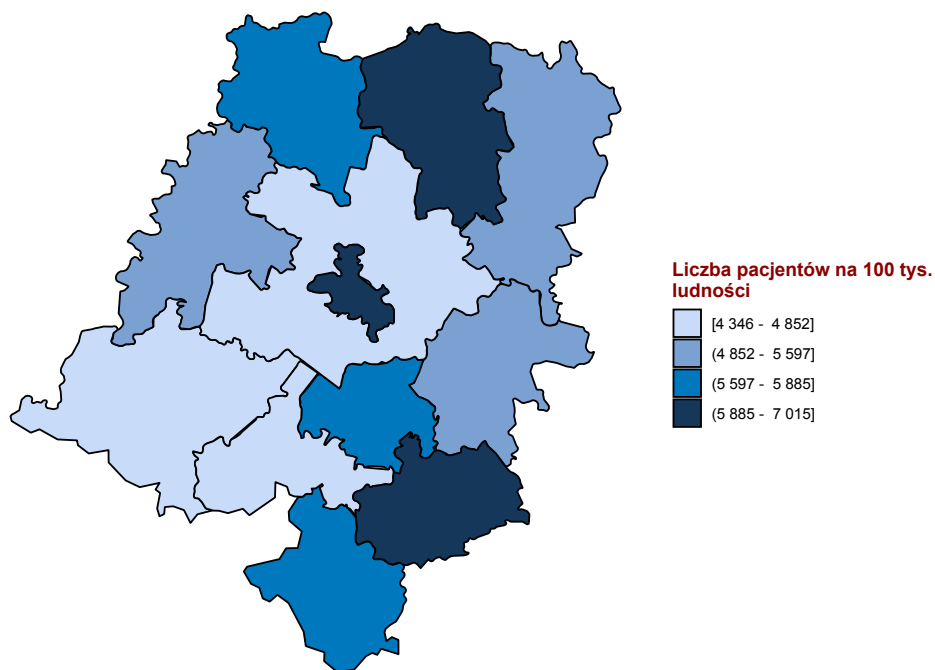 Liczba pacjentów na 100 tys.
ludności
[4 346 - 4 852]
(4 852 - 5 597]
(5 597 - 5 885]
(5 885 - 7 015]